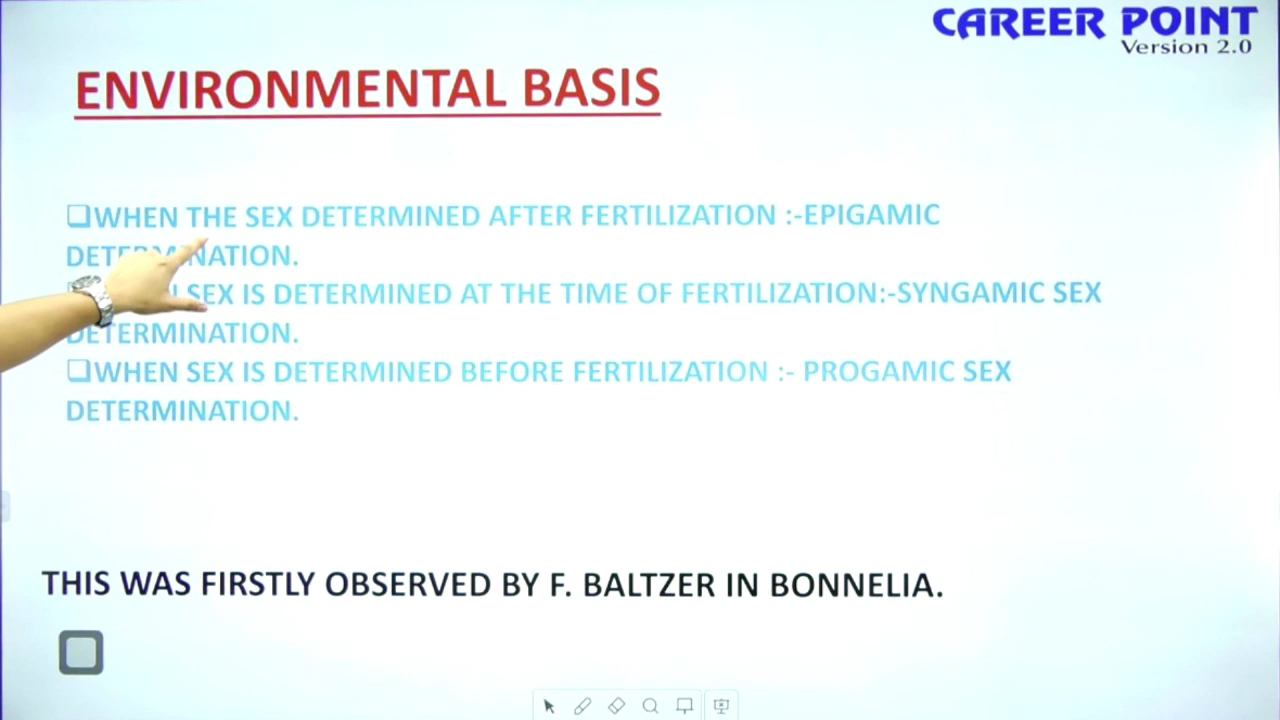 CAREER POINT
Version 2.0
ENVIRONMENTAL BASIS
❑WHEN THE SEX DETERMINED AFTER FERTILIZATION :-EPIGAMIC
DETERMINATION.
SEX IS DETERMINED AT THE TIME OF FERTILIZATION:-SYNGAMIC SEX
DETERMINATION.
❑WHEN SEX IS DETERMINED BEFORE FERTILIZATION :- PROGAMIC SEX
DETERMINATION.
THIS WAS FIRSTLY OBSERVED BY F. BALTZER IN BONNELIA.